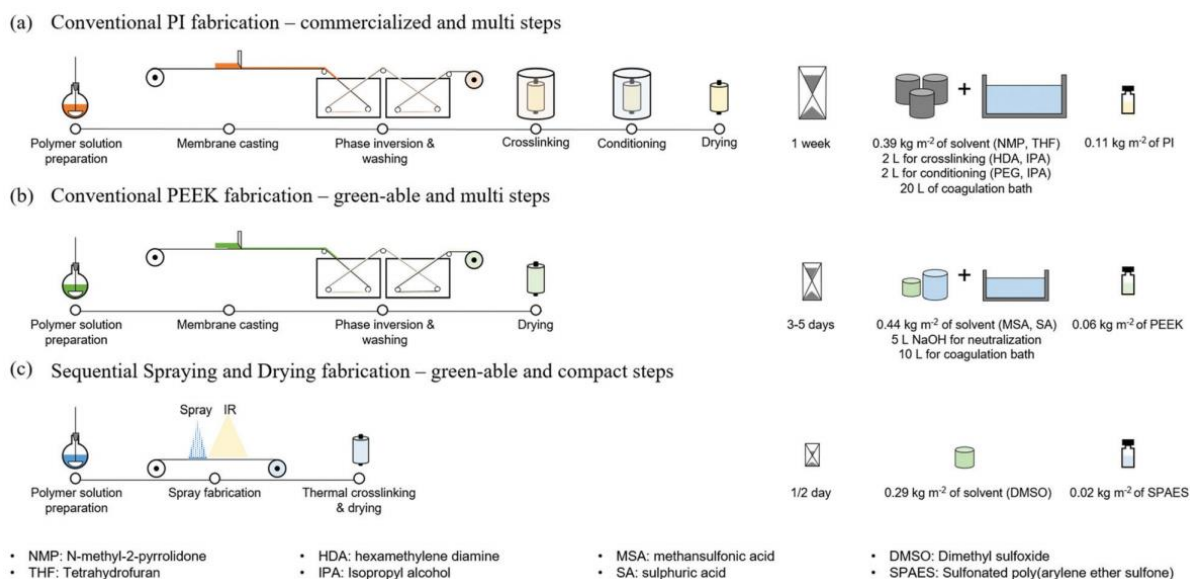 (a) Conventional PI fabrication – commercialized and multi steps
Polymer solution preparation
Membrane casting
Phase inversion & washing
Crosslinking
Conditioning
Drying
1 week
+
0.39 kg m-2 of solvent (NMP, THF)
2 L for crosslinking (HDA, IPA)
2 L for conditioning (PEG, IPA)
20 L of coagulation bath
0.11 kg m-2 of PI
(b) Conventional PEEK fabrication – green-able and multi steps
Polymer solution preparation
Membrane casting
Phase inversion & washing
Drying
3-5 days
+
0.44 kg m-2 of solvent (MSA, SA)
5 L NaOH for neutralization
10 L for coagulation bath
0.06 kg m-2 of PEEK
(c) Sequential Spraying and Drying fabrication – green-able and compact steps
Spray IR
Polymer solution preparation
Spray fabrication
Thermal crosslinking & drying
1/2 day
0.29 kg m-2 of solvent (DMSO)
0.02 kg m-2 of SPAES
• NMP: N-methyl-2-pyrrolidone
• THF: Tetrahydrofuran
• HDA: hexamethylene diamine
• IPA: Isopropyl alcohol
• MSA: methansulfonic acid
• SA: sulphuric acid
• DMSO: Dimethyl sulfoxide
• SPAES: Sulfonated poly(arylene ether sulfone)